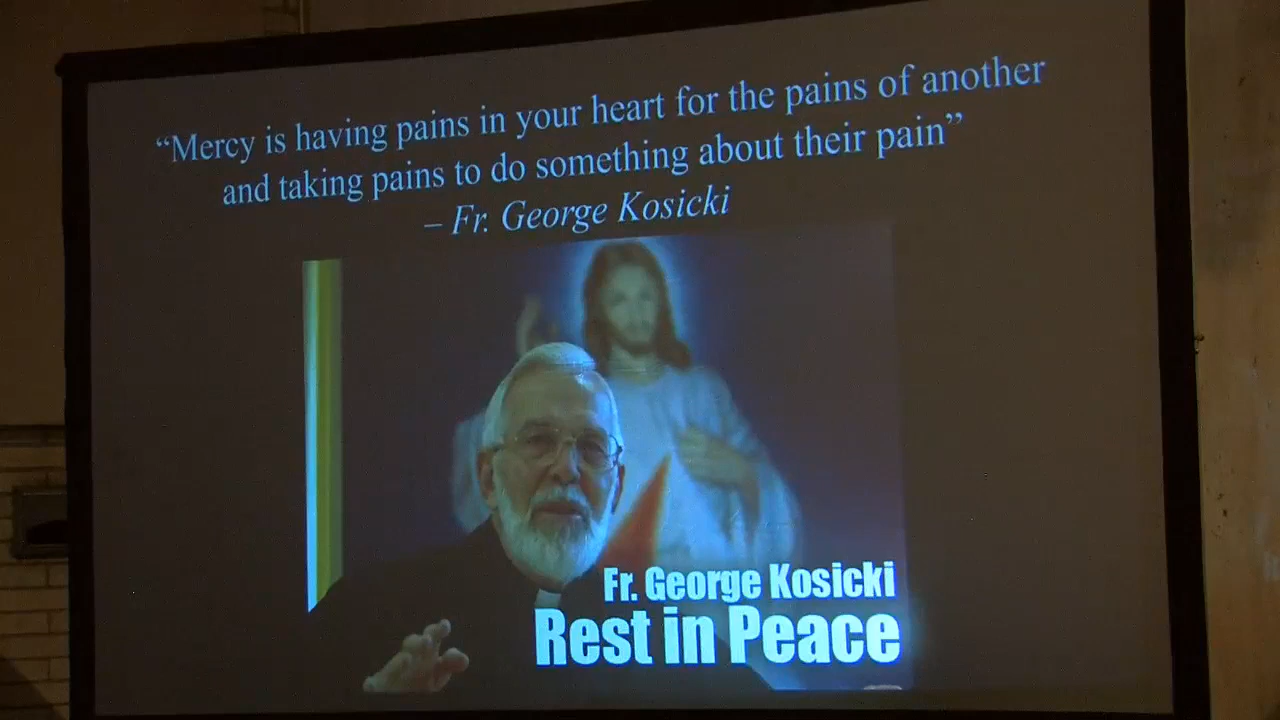 “Mercy is having pains in your heart for the pains of another
and taking pains to do something about their pain”
– Fr. George Kosicki
Fr. George Kosicki
Rest in Peace